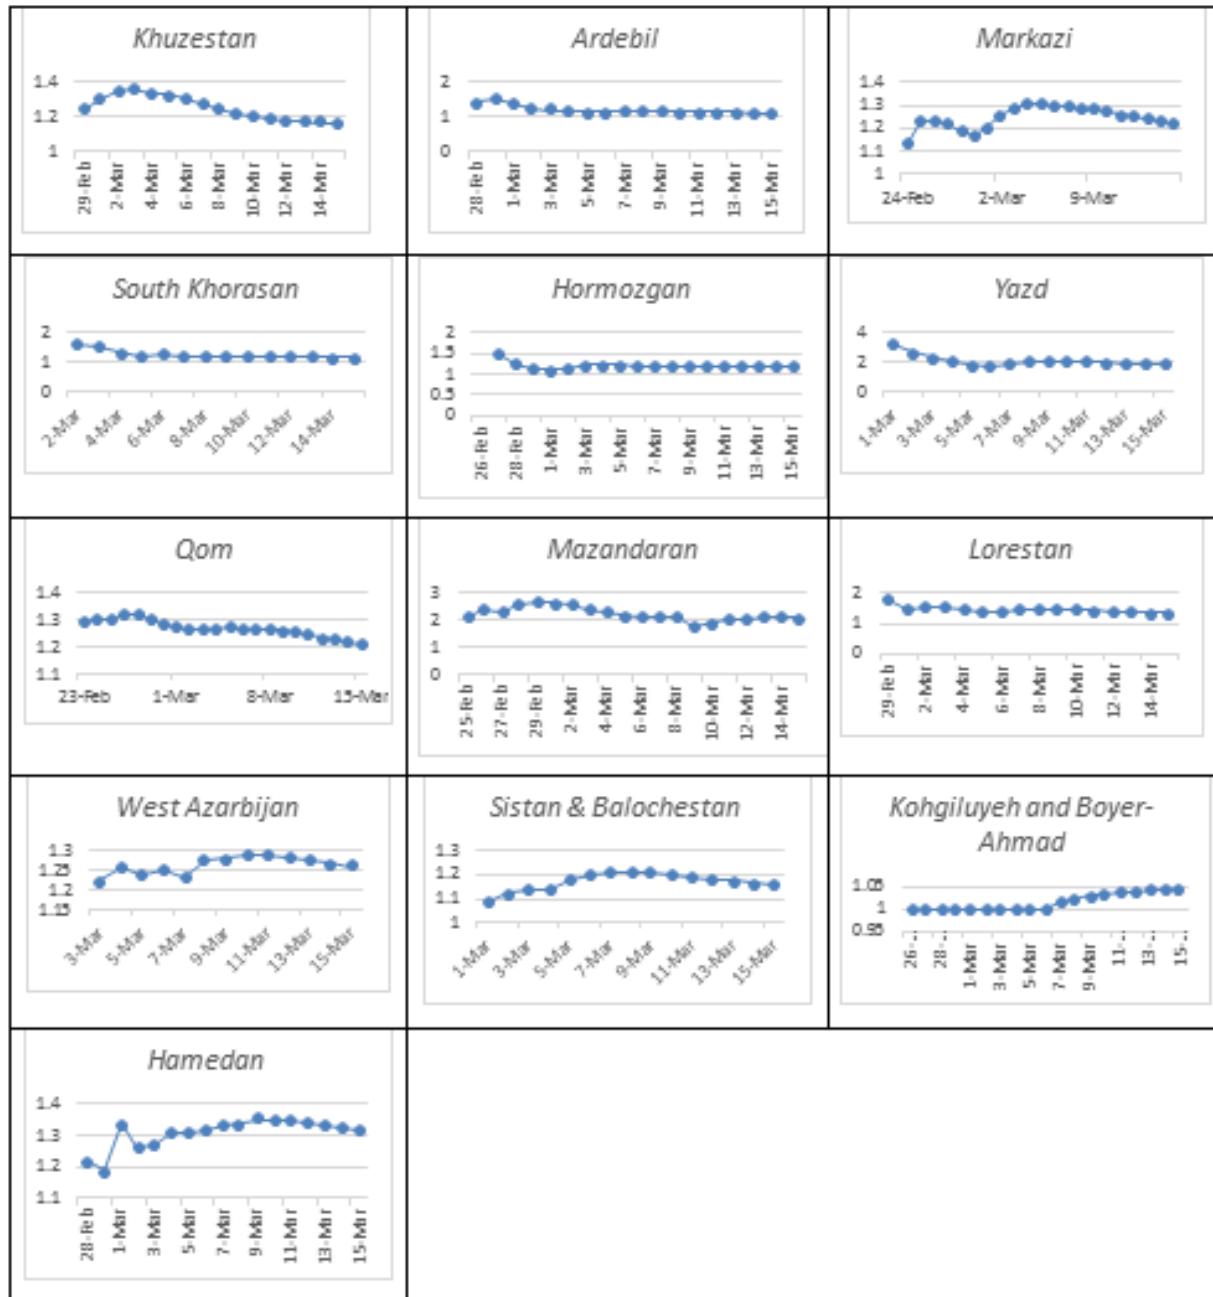 Khuzestan
1.4
1.2
1
29-Feb
2-Mar
4-Mar
6-Mar
8-Mar
10-Mar
12-Mar
14-Mar
Ardebil
2
1
0
28-Feb
1-Mar
3-Mar
5-Mar
7-Mar
9-Mar
11-Mar
13-Mar
15-Mar
Markazi
1.4
1.3
1.2
1.1
1
24-Feb 2-Mar 9-Mar
South Khorasan
2
1
0
2-Mar
4-Mar
6-Mar
8-Mar
10-Mar
12-Mar
14-Mar
Hormozgan
2
1.5
1
0.5
0
26-Feb
28-Feb
1-Mar
3-Mar
5-Mar
7-Mar
9-Mar
11-Mar
13-Mar
15-Mar
Yazd
4
2
0
1-Mar
3-Mar
5-Mar
7-Mar
9-Mar
11-Mar
13-Mar
15-Mar
Qom
1.4
1.3
1.2
1.1
23-Feb 1-Mar 8-Mar 15-Mar
Mazandaran
3
2
1
0
25-Feb
27-Feb
29-Feb
2-Mar
4-Mar
6-Mar
8-Mar
10-Mar
12-Mar
14-Mar
Lorestan
2
1
0
29-Feb
2-Mar
4-Mar
6-Mar
8-Mar
10-Mar
12-Mar
14-Mar
West Azarbijan
1.3
1.25
1.2
1.15
3-Mar
5-Mar
7-Mar
9-Mar
11-Mar
13-Mar
15-Mar
Sistan & Balochestan
1.3
1.2
1.1
1
1-Mar
3-Mar
5-Mar
7-Mar
9-Mar
11-Mar
13-Mar
15-Mar
Kohgiluyeh and Boyer-
Ahmad
1.05
1
0.95
26-...
28-...
1-Mar
3-Mar
5-Mar
7-Mar
9-Mar
11-...
13-...
15-...
Hamedan
1.4
1.3
1.2
1.1
28-Feb
1-Mar
3-Mar
5-Mar
7-Mar
9-Mar
11-Mar
13-Mar
15-Mar